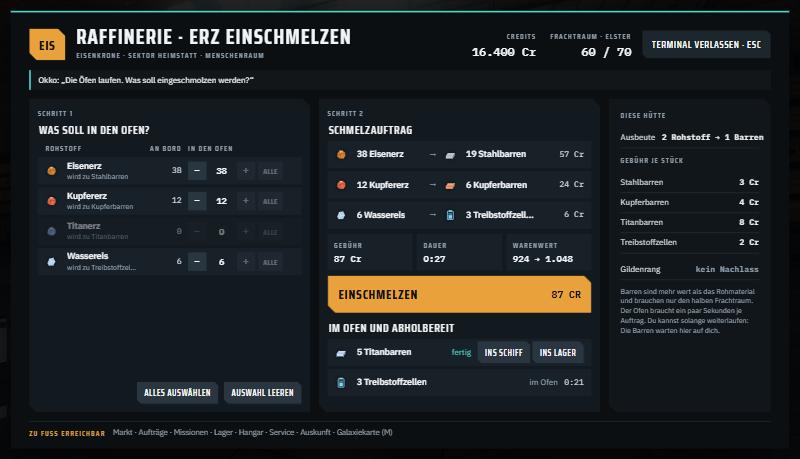 EIS
RAFFINERIE - ERZ EINSCHMELZEN
EISENKRONE · SEKTOR HEIMSTATT · MENSCHENRAUM
CREDITS
16.400 Cr
FRACHTRAUM · ELSTER
60 / 70
TERMINAL VERLASSEN · ESC
Okko: „Die Öfen laufen. Was soll eingeschmolzen werden?“
SCHRITT 1
WAS SOLL IN DEN OFEN?
ROHSTOFF AN BORD IN DEN OFEN
Eisenerz 38 − 38 + ALLE
wird zu Stahlbarren
Kupfererz 12 − 12 + ALLE
wird zu Kupferbarren
Titanerz 0 − 0 + ALLE
wird zu Titanbarren
Wassereis 6 − 6 + ALLE
wird zu Treibstoffzel...
ALLES AUSWÄHLEN AUSWAHL LEEREN
SCHRITT 2
SCHMELZAUFTRAG
38 Eisenerz → 19 Stahlbarren 57 Cr
12 Kupfererz → 6 Kupferbarren 24 Cr
6 Wassereis → 3 Treibstoffzell... 6 Cr
GEBÜHR DAUER WARENWERT
87 Cr 0:27 924 → 1.048
EINSCHMELZEN 87 CR
IM OFEN UND ABHOLBEREIT
5 Titanbarren fertig INS SCHIFF INS LAGER
3 Treibstoffzellen im Ofen 0:21
DIESE HÜTTE
Ausbeute 2 Rohstoff → 1 Barren
GEBÜHR JE STÜCK
Stahlbarren 3 Cr
Kupferbarren 4 Cr
Titanbarren 8 Cr
Treibstoffzellen 2 Cr
Gildenrang kein Nachlass
Barren sind mehr wert als das Rohmaterial
und brauchen nur den halben Frachtraum.
Der Ofen braucht ein paar Sekunden je
Auftrag. Du kannst solange weiterlaufen:
Die Barren warten hier auf dich.
ZU FUSS ERREICHBAR Markt · Aufträge · Missionen · Lager · Hangar · Service · Auskunft · Galaxiekarte (M)